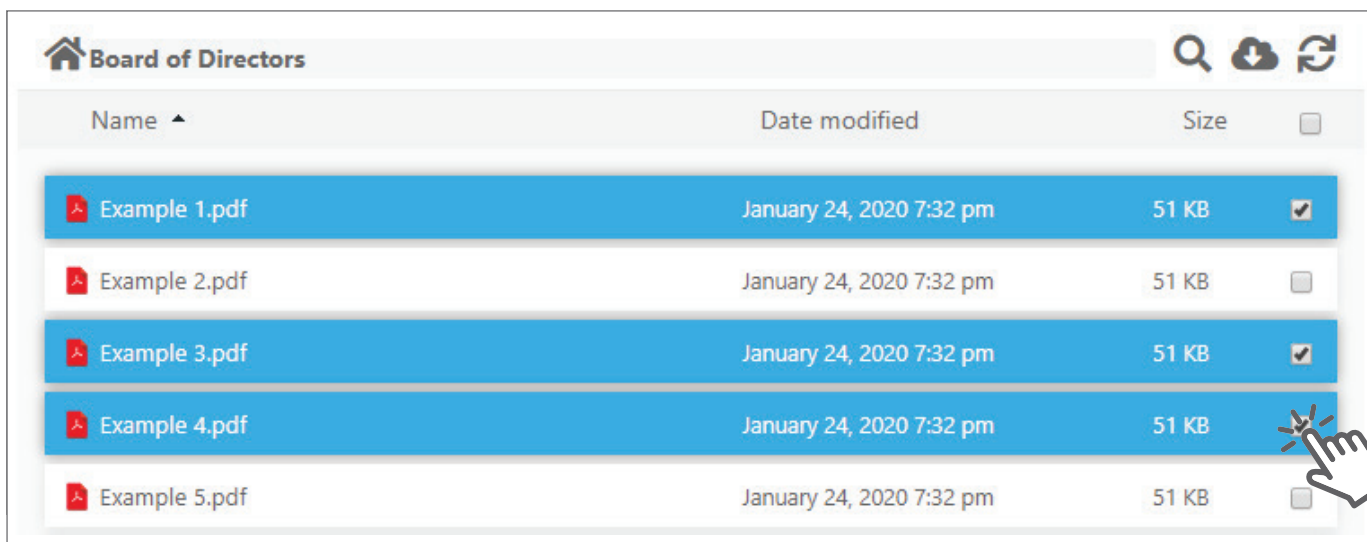 Board of Directors
Name Date modified Size
Example 1.pdf January 24, 2020 7:32 pm 51 KB
Example 2.pdf January 24, 2020 7:32 pm 51 KB
Example 3.pdf January 24, 2020 7:32 pm 51 KB
Example 4.pdf January 24, 2020 7:32 pm 51 KB
Example 5.pdf January 24, 2020 7:32 pm 51 KB